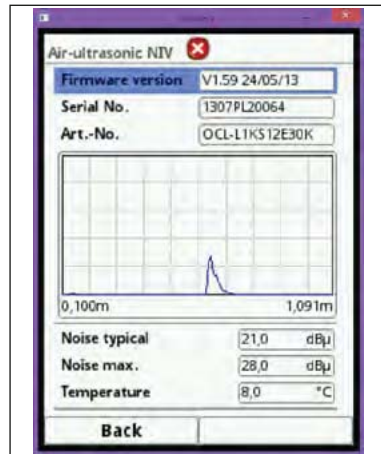 Air-ultrasonic NIV
Firmware version V1.59 24/05/13
Serial No. 1307PL20064
Art.-No. OCL-L1KS12E30K
0,100m 1,091m
Noise typical 21,0 dBµ
Noise max. 28,0 dBµ
Temperature 8,0 °C
Back